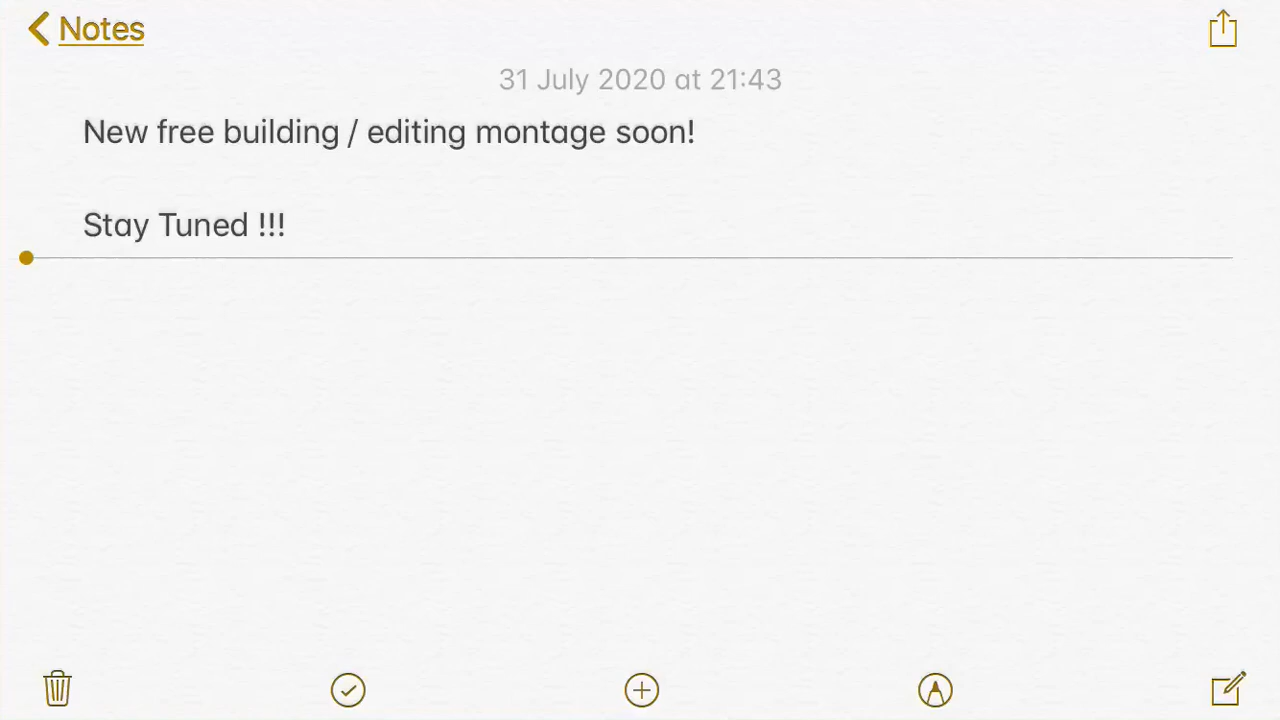 Notes
31 July 2020 at 21:43
New free building / editing montage soon!
Stay Tuned !!!